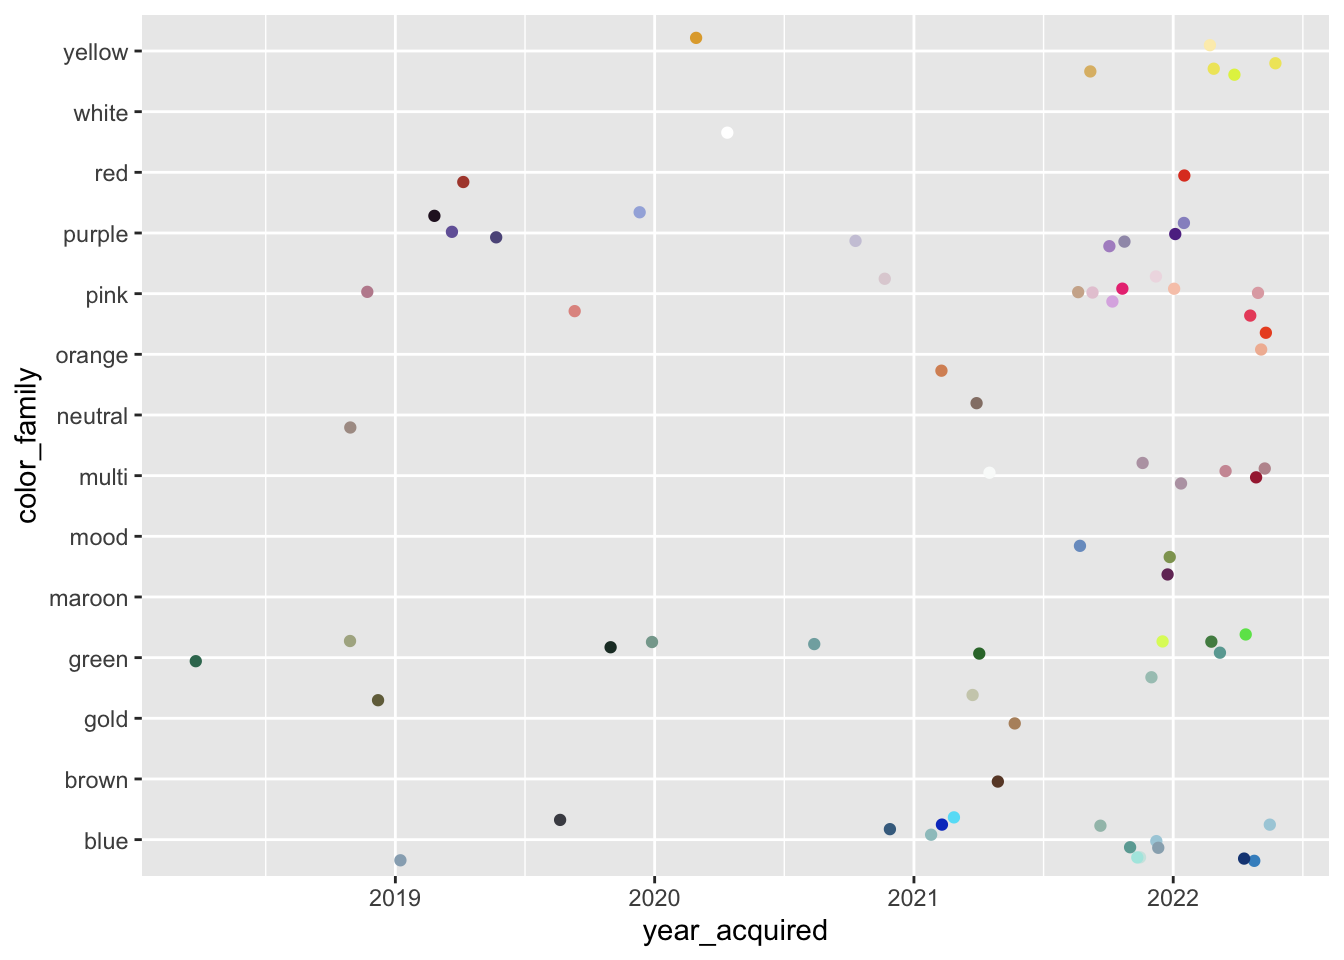 yellow
white
red
purple
pink
orange
neutral
multi
mood
maroon
green
gold
brown
blue
color_family
2019 2020 2021 2022
year_acquired